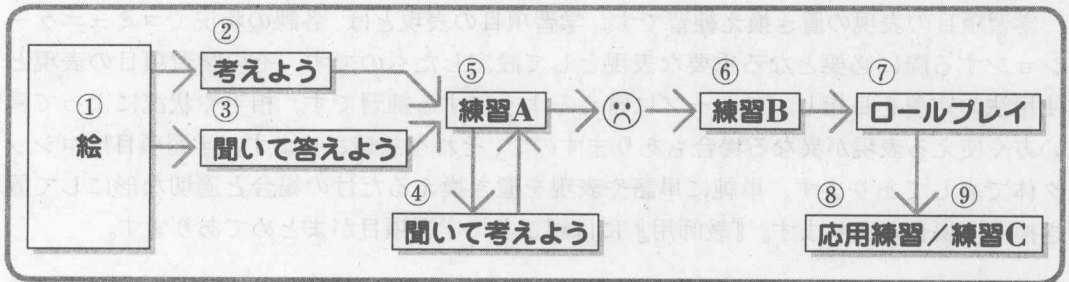 ①
絵
②
考えよう
③
聞いて答えよう
④
聞いて考えよう
⑤
練習A
⑥
練習B
⑦
ロールプレイ
⑧ ⑨
応用練習/練習C